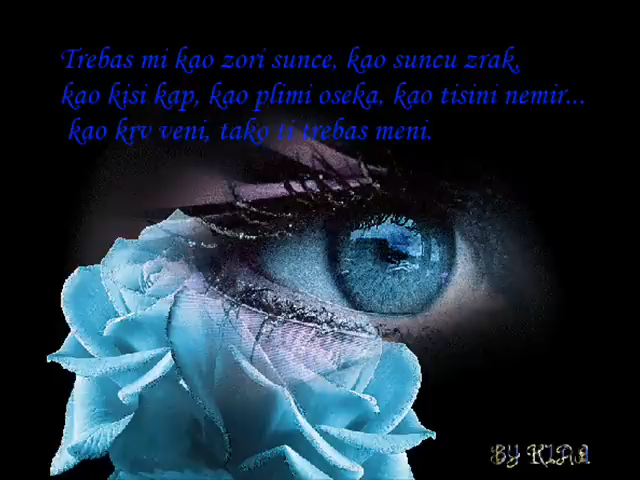 Trebas mi kao zori sunce, kao suncu zrak,
kao kisi kap, kao plimi oseka, kao tisini nemir...
kao krv veni, tako ti trebas meni.
BY KIRA